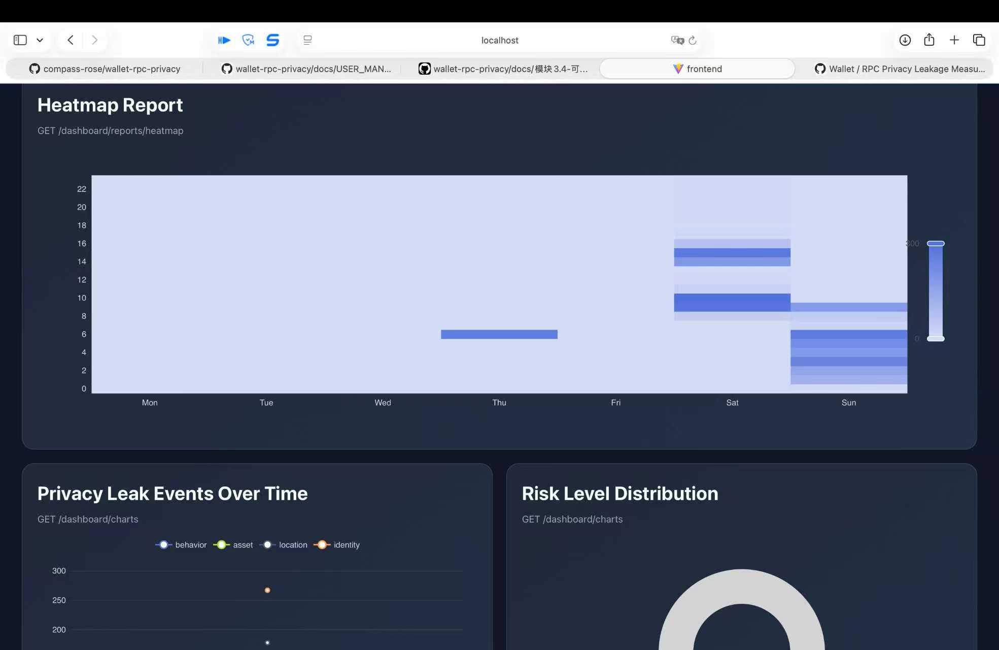 localhost
compass-rose/wallet-rpc-privacy
wallet-rpc-privacy/docs/USER_MAN...
wallet-rpc-privacy/docs/模块3.4-可...
frontend
Wallet / RPC Privacy Leakage Measu...
Heatmap Report
GET /dashboard/reports/heatmap
22
20
18
16
14
12
10
8
6
4
2
0
300
0
Mon Tue Wed Thu Fri Sat Sun
Privacy Leak Events Over Time
GET /dashboard/charts
behavior asset location identity
300
250
200
Risk Level Distribution
GET /dashboard/charts